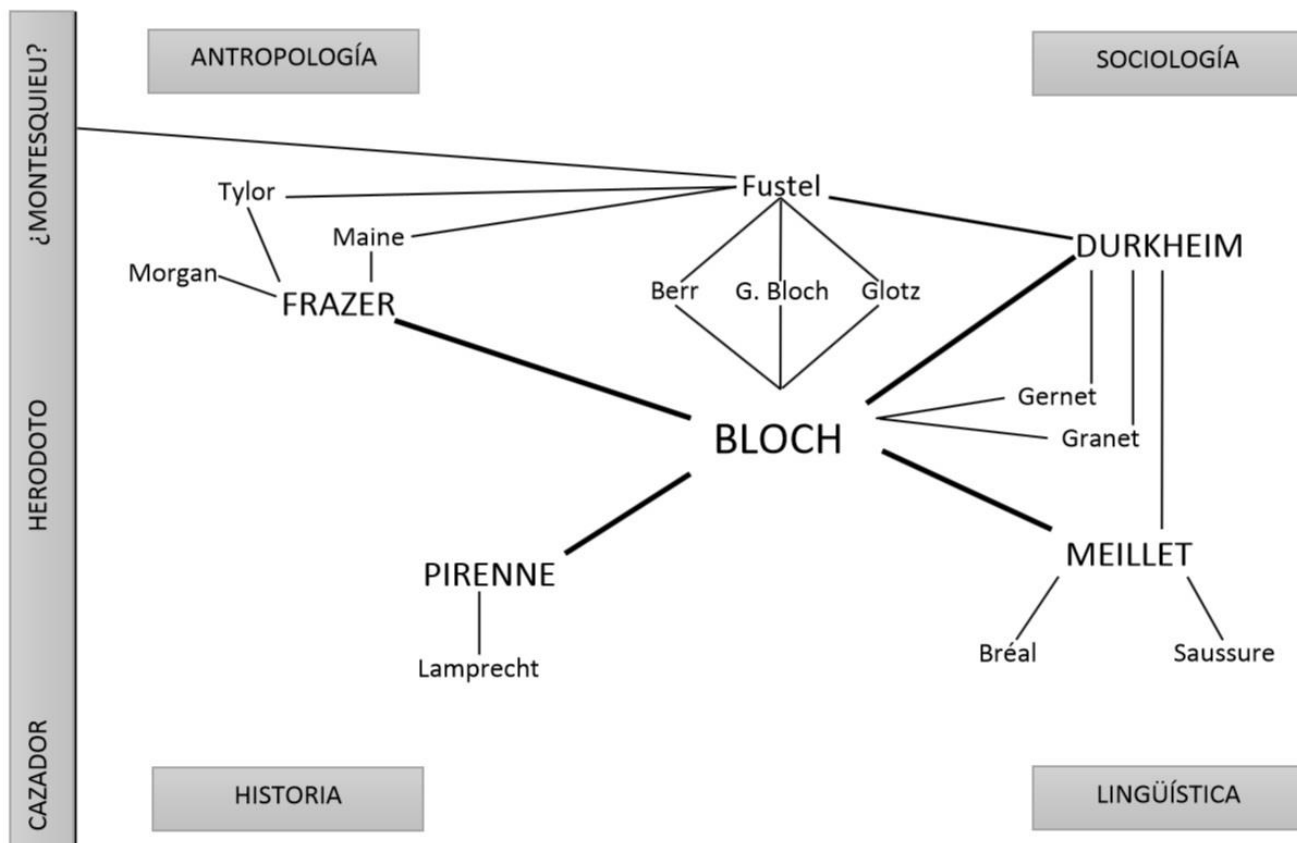 ¿MONTESQUIEU?
HERODOTO
CAZADOR
ANTROPOLOGÍA
SOCIOLOGÍA
Tylor
Fustel
Maine
DURKHEIM
Morgan
FRAZER
Berr
G. Bloch
Glotz
Gernet
Granet
BLOCH
PIRENNE
MEILLET
Lamprecht
Bréal
Saussure
HISTORIA
LINGÜÍSTICA